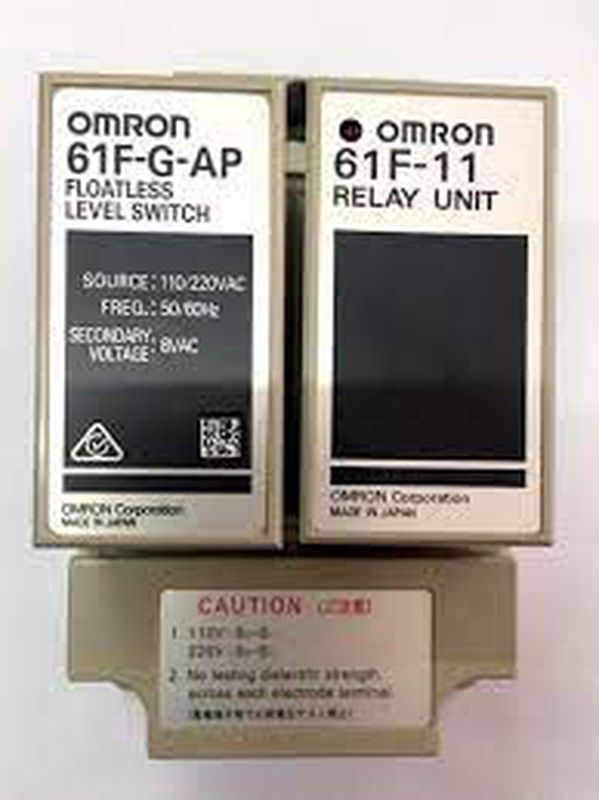 OMRON
61F-G-AP
FLOATLESS
LEVEL SWITCH
SOURCE: 110/220VAC
FREQ.: 50/60Hz
SECONDARY VOLTAGE: 8VAC
OMRON Corporation
MADE IN JAPAN
OMRON
61F-11
RELAY UNIT
OMRON Corporation
MADE IN JAPAN
CAUTION
1. 110V
220V
2. No testing dielectric strength,
across each electrode terminal